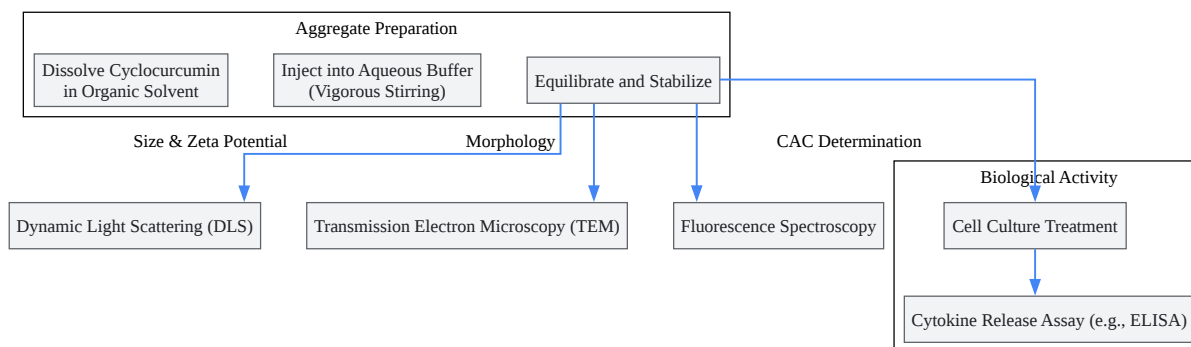 Aggregate Preparation
Dissolve Cyclocurcumin
in Organic Solvent
Inject into Aqueous Buffer
(Vigorous Stirring)
Equilibrate and Stabilize
Size & Zeta Potential
Morphology
CAC Determination
Biological Activity
Dynamic Light Scattering (DLS)
Transmission Electron Microscopy (TEM)
Fluorescence Spectroscopy
Cell Culture Treatment
Cytokine Release Assay (e.g., ELISA)